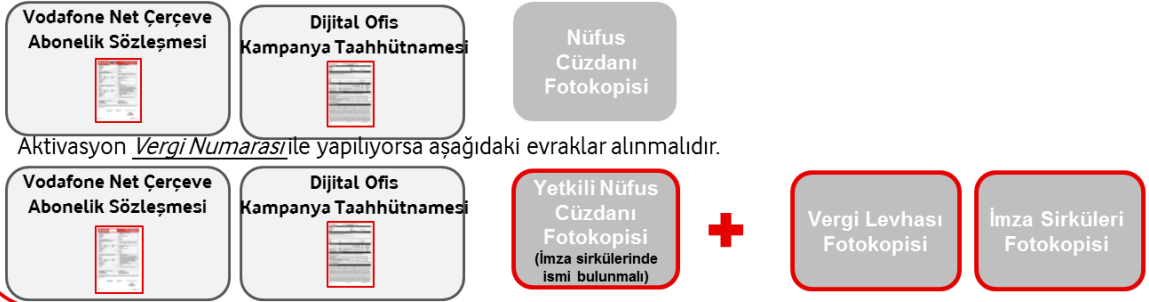 Vodafone Net Çerçeve
Abonelik Sözleşmesi
Dijital Ofis
Kampanya Taahhütnamesi
Nüfus
Cüzdanı
Fotokopisi
Aktivasyon Vergi Numarası ile yapılıyorsa aşağıdaki evraklar alınmalıdır.
Vodafone Net Çerçeve
Abonelik Sözleşmesi
Dijital Ofis
Kampanya Taahhütnamesi
Yetkili Nüfus
Cüzdanı
Fotokopisi
(İmza sirkülerinde
ismi bulunmalı)
Vergi Levhası
Fotokopisi
İmza Sirküleri
Fotokopisi